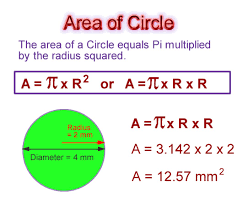 Area of Circle
The area of a Circle equals Pi multiplied
by the radius squared.
A = π x R² or A = π x R x R
Radius
= 2 mm
Diameter = 4 mm
A = π x R x R
A = 3.142 x 2 x 2
A = 12.57 mm²